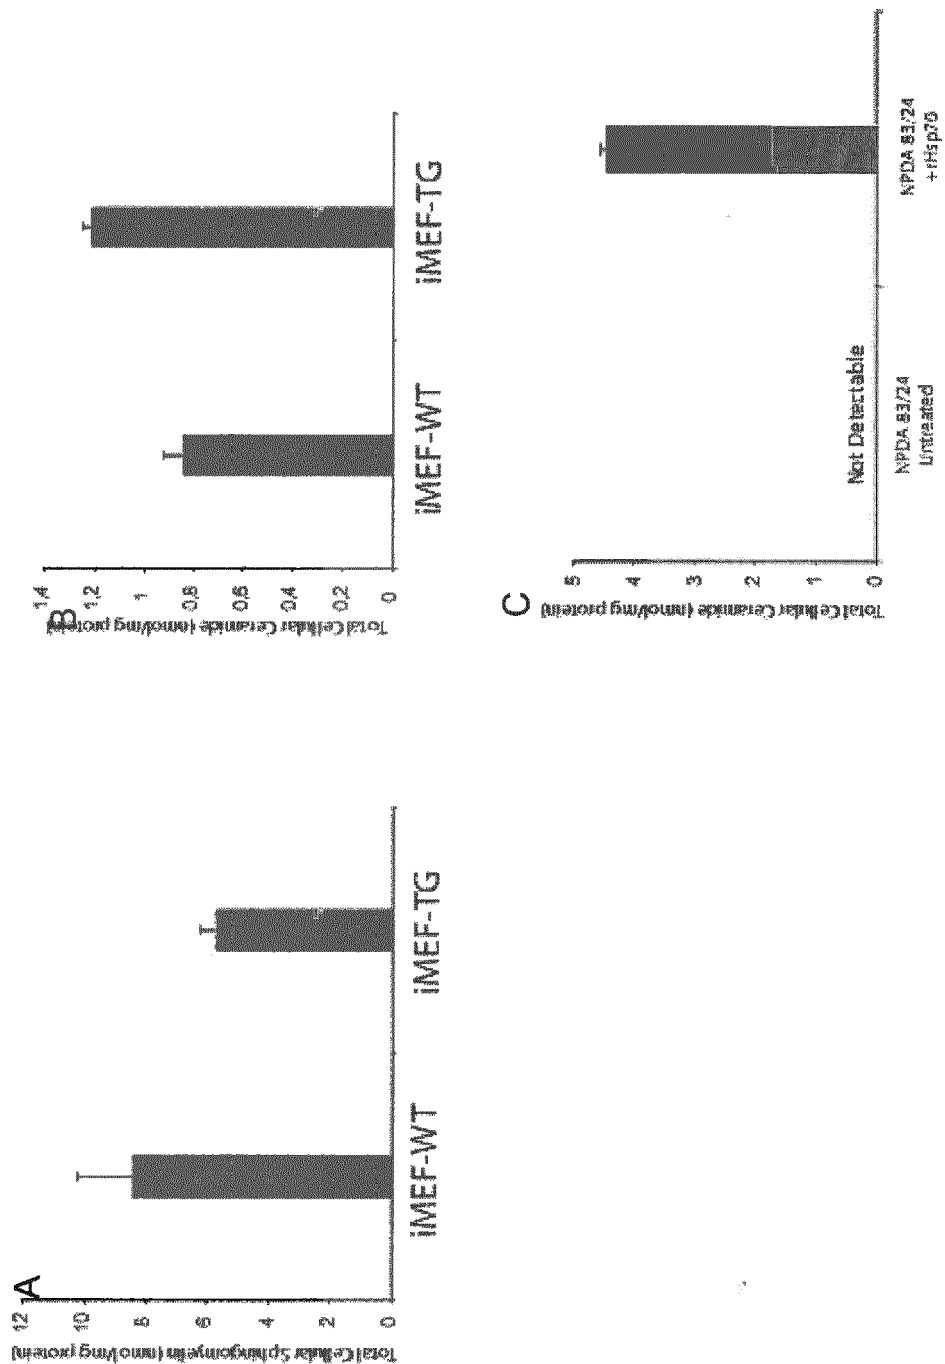 A
Total Cellular Sphingomyelin (nmol/mg protein)
12
10
8
6
4
2
0
iMEF-WT
iMEF-TG
B
Total Cellular Ceramide (nmol/mg protein)
1,4
1,2
1
0,8
0,6
0,4
0,2
0
iMEF-WT
iMEF-TG
C
Total Cellular Ceramide (nmol/mg protein)
5
4
3
2
1
0
Not Detectable
NPDA 83/24
Untreated
NPDA 83/24
+ rHsp70